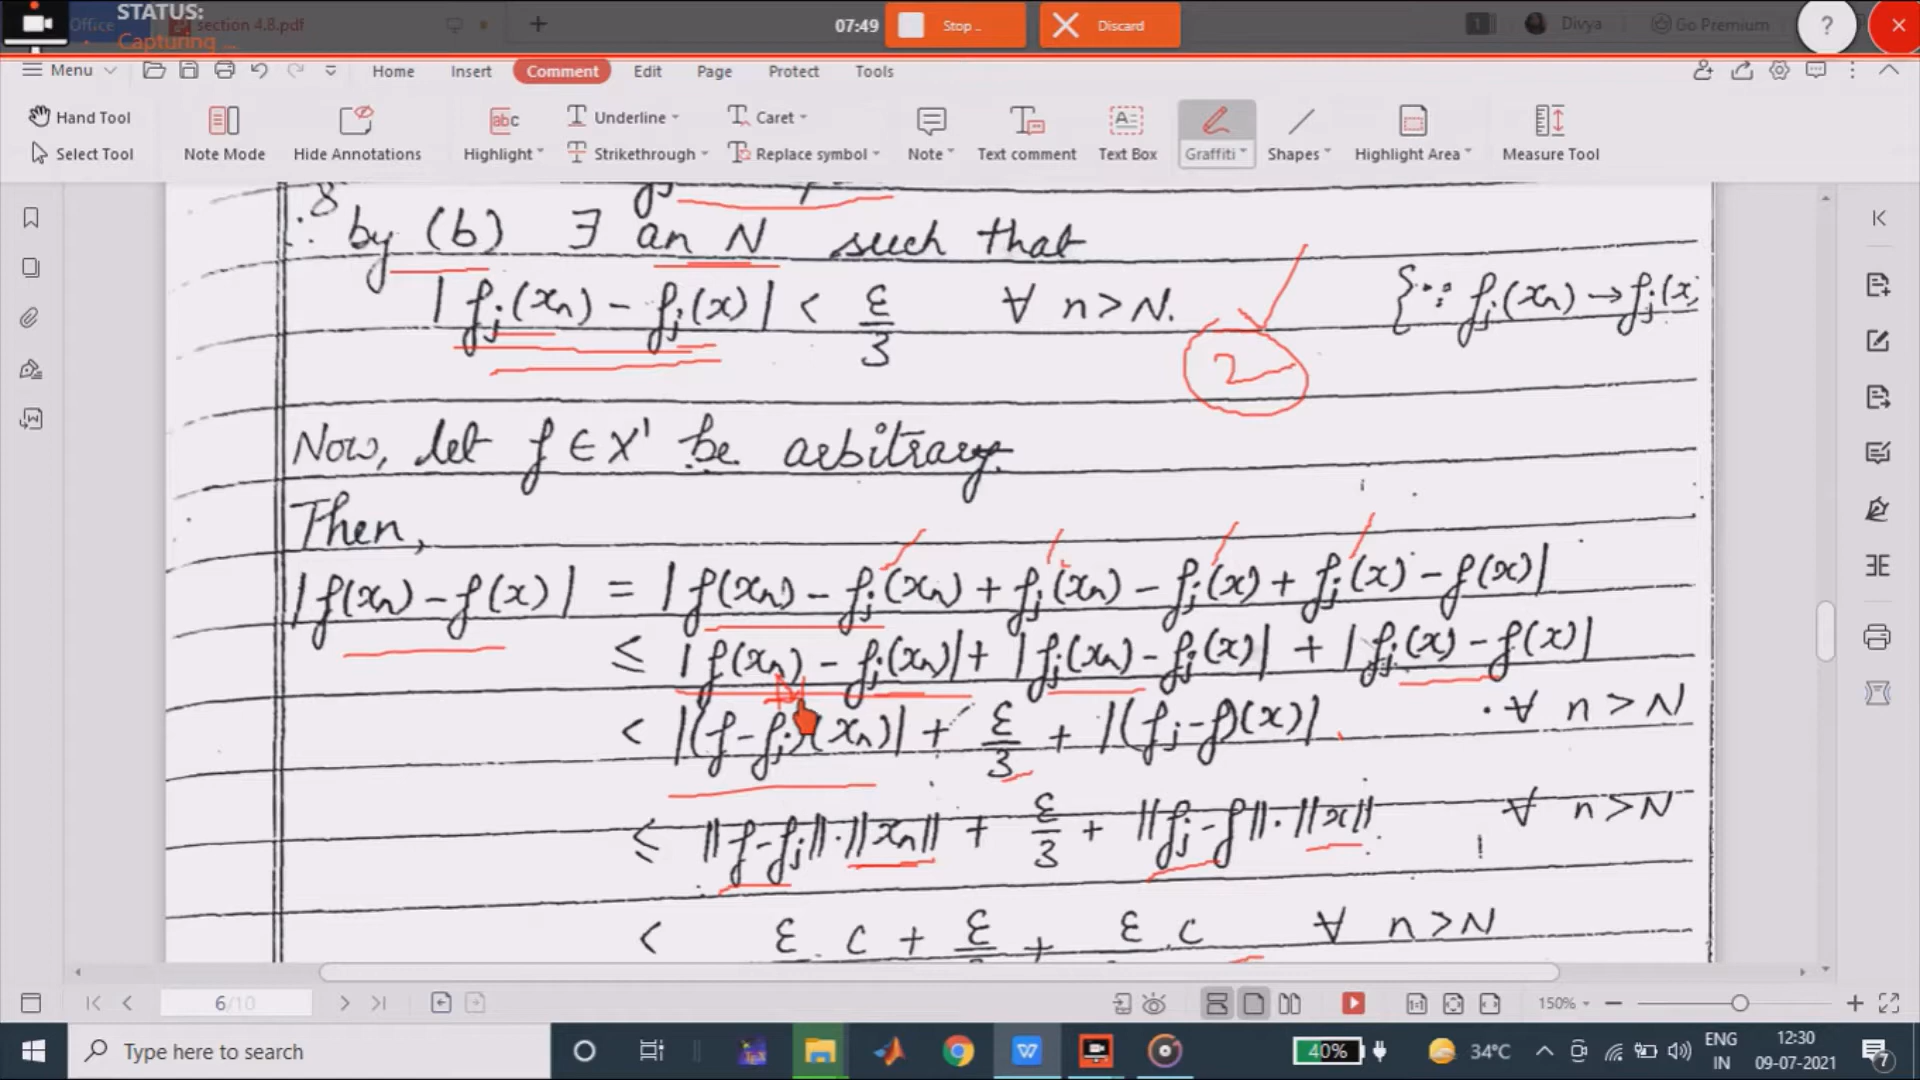 STATUS:
Capturing ...
Office
section 4.8.pdf
07:49
Stop ..
Discard
1
Divya
Go Premium
?
Menu
Home
Insert
Comment
Edit
Page
Protect
Tools
Hand Tool
Select Tool
Note Mode
Hide Annotations
abc
Highlight
Underline
Strikethrough
Caret
Replace symbol
Note
Text comment
Text Box
Graffiti
Shapes
Highlight Area
Measure Tool
∴ by (b) ∃ an N such that
|fj(xn) - fj(x)| < ε/3 ∀ n>N. {∵ fj(xn) → fj(x)
2
Now, let f ∈ X' be arbitrary.
Then,
|f(xn) - f(x)| = |f(xn) - fj(xn) + fj(xn) - fj(x) + fj(x) - f(x)|
≤ |f(xn) - fj(xn)| + |fj(xn) - fj(x)| + |fj(x) - f(x)|
< |(f-fj)(xn)| + ε/3 + |(fj-f)(x)|. ∀ n>N
≤ ||f-fj||·||xn|| + ε/3 + ||fj-f||·||x||. ∀ n>N
< ε . c + ε + ε . c ∀ n>N
6/10
150%
Type here to search
40%
34°C
ENG
IN
12:30
09-07-2021
7